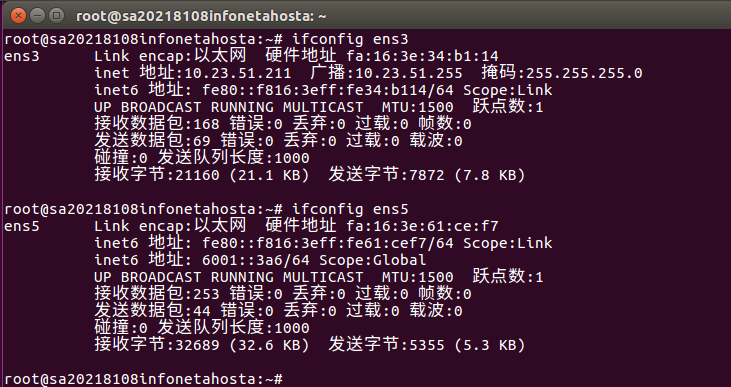 root@sa20218108infonetahosta: ~
root@sa20218108infonetahosta:~# ifconfig ens3
ens3      Link encap:以太网  硬件地址 fa:16:3e:34:b1:14
          inet 地址:10.23.51.211  广播:10.23.51.255  掩码:255.255.255.0
          inet6 地址: fe80::f816:3eff:fe34:b114/64 Scope:Link
          UP BROADCAST RUNNING MULTICAST  MTU:1500  跃点数:1
          接收数据包:168 错误:0 丢弃:0 过载:0 帧数:0
          发送数据包:69 错误:0 丢弃:0 过载:0 载波:0
          碰撞:0 发送队列长度:1000
          接收字节:21160 (21.1 KB)  发送字节:7872 (7.8 KB)
root@sa20218108infonetahosta:~# ifconfig ens5
ens5      Link encap:以太网  硬件地址 fa:16:3e:61:ce:f7
          inet6 地址: fe80::f816:3eff:fe61:cef7/64 Scope:Link
          inet6 地址: 6001::3a6/64 Scope:Global
          UP BROADCAST RUNNING MULTICAST  MTU:1500  跃点数:1
          接收数据包:253 错误:0 丢弃:0 过载:0 帧数:0
          发送数据包:44 错误:0 丢弃:0 过载:0 载波:0
          碰撞:0 发送队列长度:1000
          接收字节:32689 (32.6 KB)  发送字节:5355 (5.3 KB)
root@sa20218108infonetahosta:~#